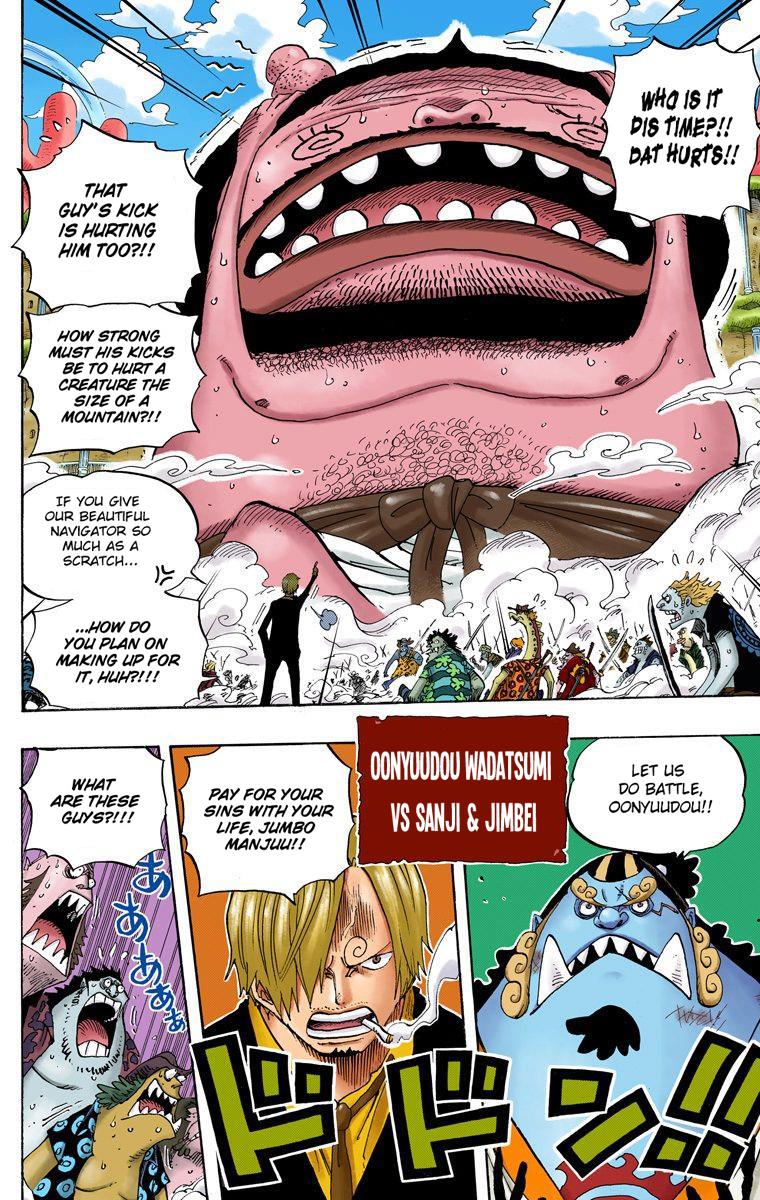 WHO IS IT
DIS TIME?!!
DAT HURTS!!
THAT
GUY'S KICK
IS HURTING
HIM TOO?!!
HOW STRONG
MUST HIS KICKS
BE TO HURT A
CREATURE THE
SIZE OF A
MOUNTAIN?!!
IF YOU GIVE
OUR BEAUTIFUL
NAVIGATOR SO
MUCH AS A
SCRATCH...
...HOW DO
YOU PLAN ON
MAKING UP FOR
IT, HUH?!!!
LET US
DO BATTLE,
OONYUUDOU!!
OONYUUDOU WADATSUMI
VS SANJI & JIMBEI
PAY FOR YOUR
SINS WITH YOUR
LIFE, JUMBO
MANJUU!!
WHAT
ARE THESE
GUYS?!!!
あぁあああぁ
ドドン!!